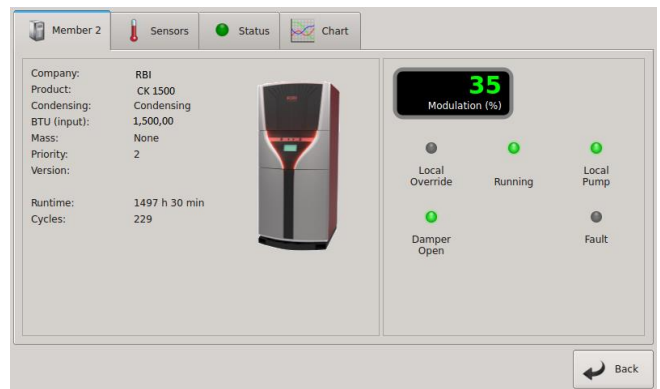 Member 2
Sensors
Status
Chart
Company: RBI
Product: CK 1500
Condensing: Condensing
BTU (input): 1,500,00
Mass: None
Priority: 2
Version:
Runtime: 1497 h 30 min
Cycles: 229
35
Modulation (%)
Local
Override
Running
Local
Pump
Damper
Open
Fault
Back